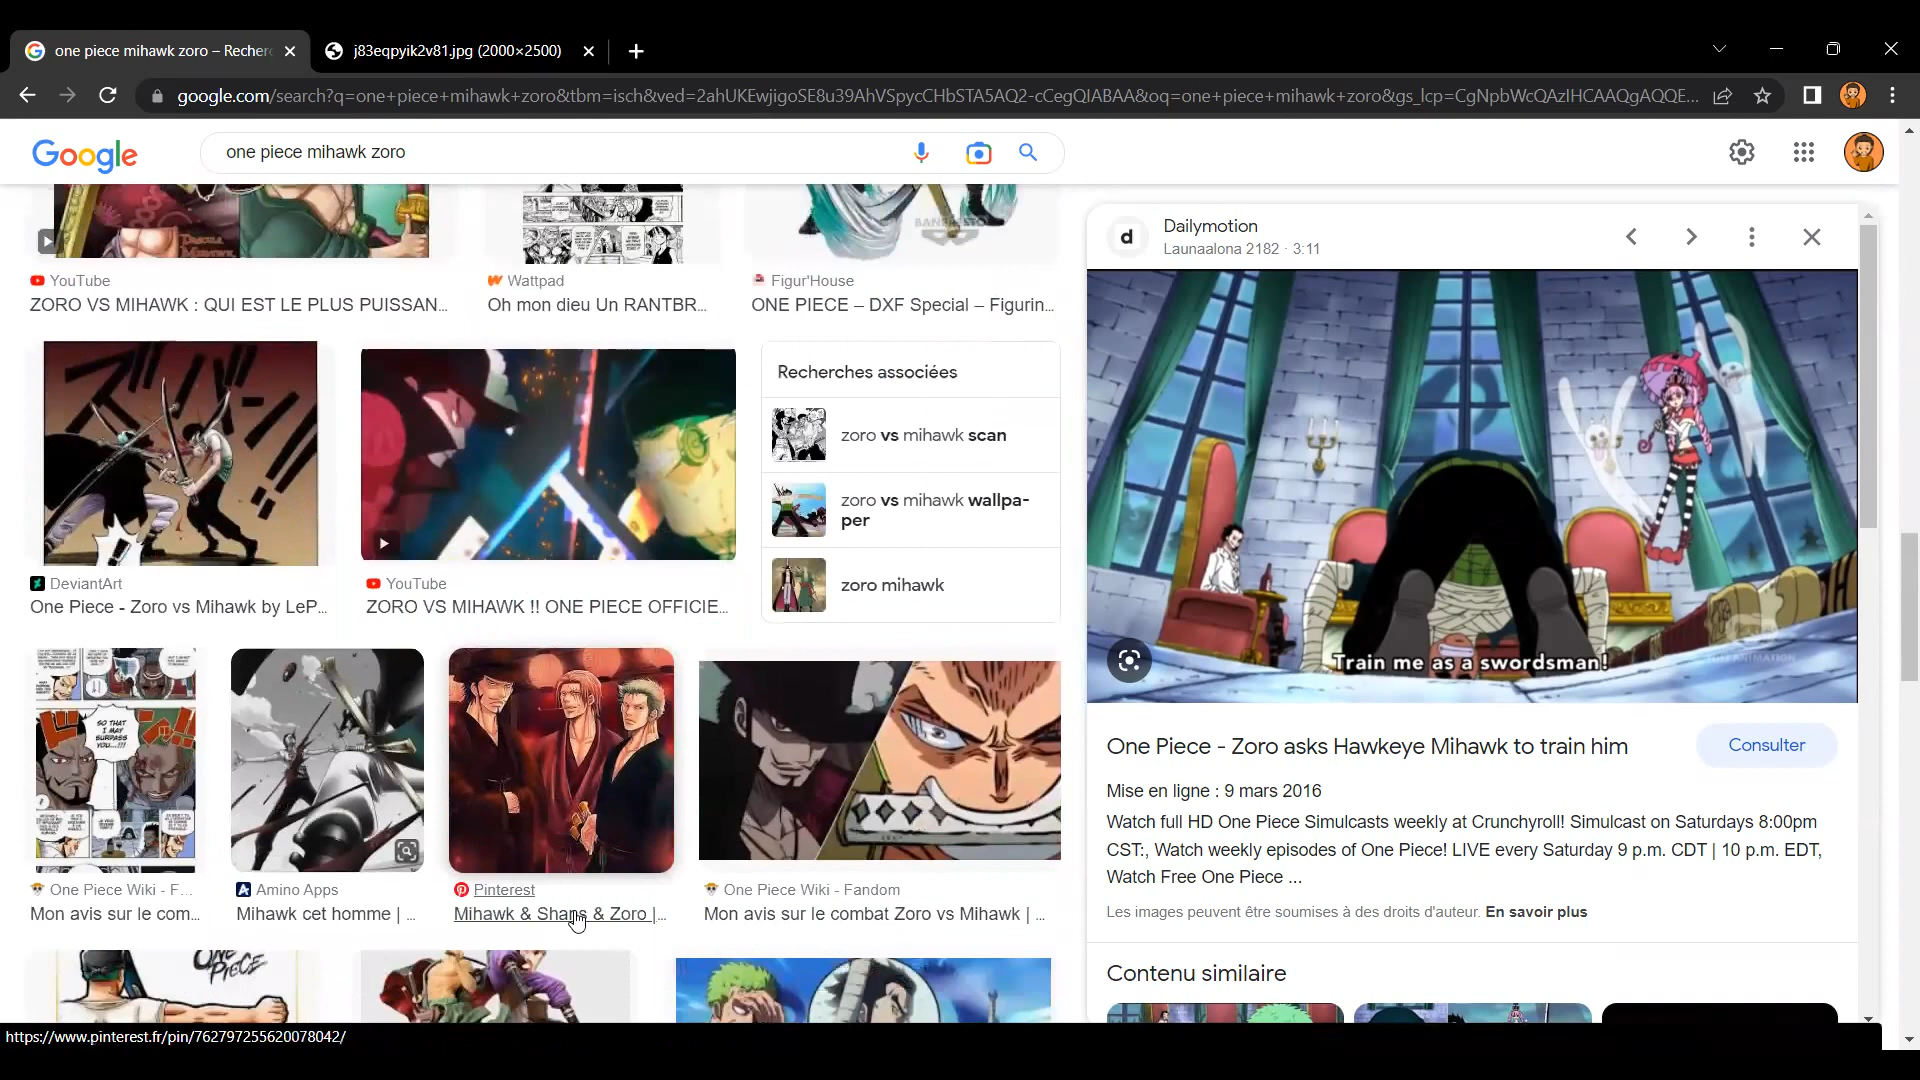 one piece mihawk zoro – Recherc
j83eqpyik2v81.jpg (2000×2500)
google.com/search?q=one+piece+mihawk+zoro&tbm=isch&ved=2ahUKEwjigoSE8u39AhVSpycCHbSTA5AQ2-cCegQIABAA&oq=one+piece+mihawk+zoro&gs_lcp=CgNpbWcQAzIHCAAQgAQQE...
Google
one piece mihawk zoro
YouTube
ZORO VS MIHAWK : QUI EST LE PLUS PUISSAN...
Wattpad
Oh mon dieu Un RANTBR...
Figur'House
ONE PIECE – DXF Special – Figurin...
DeviantArt
One Piece - Zoro vs Mihawk by LeP...
YouTube
ZORO VS MIHAWK !! ONE PIECE OFFICIE...
Recherches associées
zoro vs mihawk scan
zoro vs mihawk wallpa-
per
zoro mihawk
SO THAT
I MAY
SURPASS
YOU...!!!
One Piece Wiki - F...
Mon avis sur le com...
Amino Apps
Mihawk cet homme | ...
Pinterest
Mihawk & Shanks & Zoro |...
One Piece Wiki - Fandom
Mon avis sur le combat Zoro vs Mihawk | ...
ONE
PIECE
d
Dailymotion
Launaalona 2182 · 3:11
Train me as a swordsman!
One Piece - Zoro asks Hawkeye Mihawk to train him
Consulter
Mise en ligne : 9 mars 2016
Watch full HD One Piece Simulcasts weekly at Crunchyroll! Simulcast on Saturdays 8:00pm
CST:, Watch weekly episodes of One Piece! LIVE every Saturday 9 p.m. CDT | 10 p.m. EDT,
Watch Free One Piece ...
Les images peuvent être soumises à des droits d'auteur. En savoir plus
Contenu similaire
https://www.pinterest.fr/pin/762797255620078042/